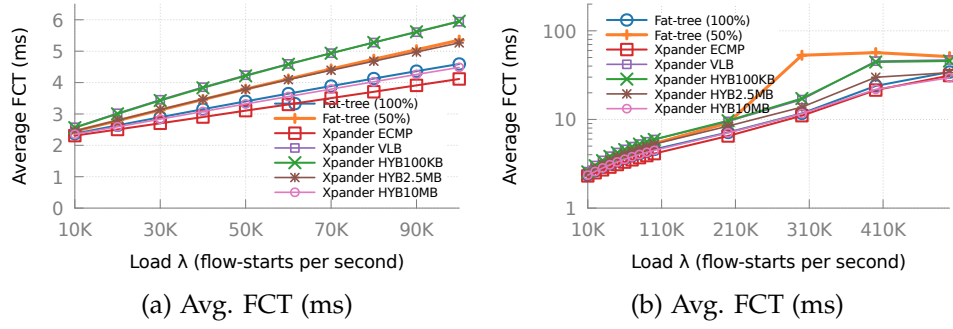 Average FCT (ms)
6
5
4
3
2
1
0
10K 30K 50K 70K 90K
Load λ (flow-starts per second)
Fat-tree (100%)
Fat-tree (50%)
Xpander ECMP
Xpander VLB
Xpander HYB100KB
Xpander HYB2.5MB
Xpander HYB10MB
(a) Avg. FCT (ms)
Average FCT (ms)
100
10
1
10K 110K 210K 310K 410K
Load λ (flow-starts per second)
Fat-tree (100%)
Fat-tree (50%)
Xpander ECMP
Xpander VLB
Xpander HYB100KB
Xpander HYB2.5MB
Xpander HYB10MB
(b) Avg. FCT (ms)